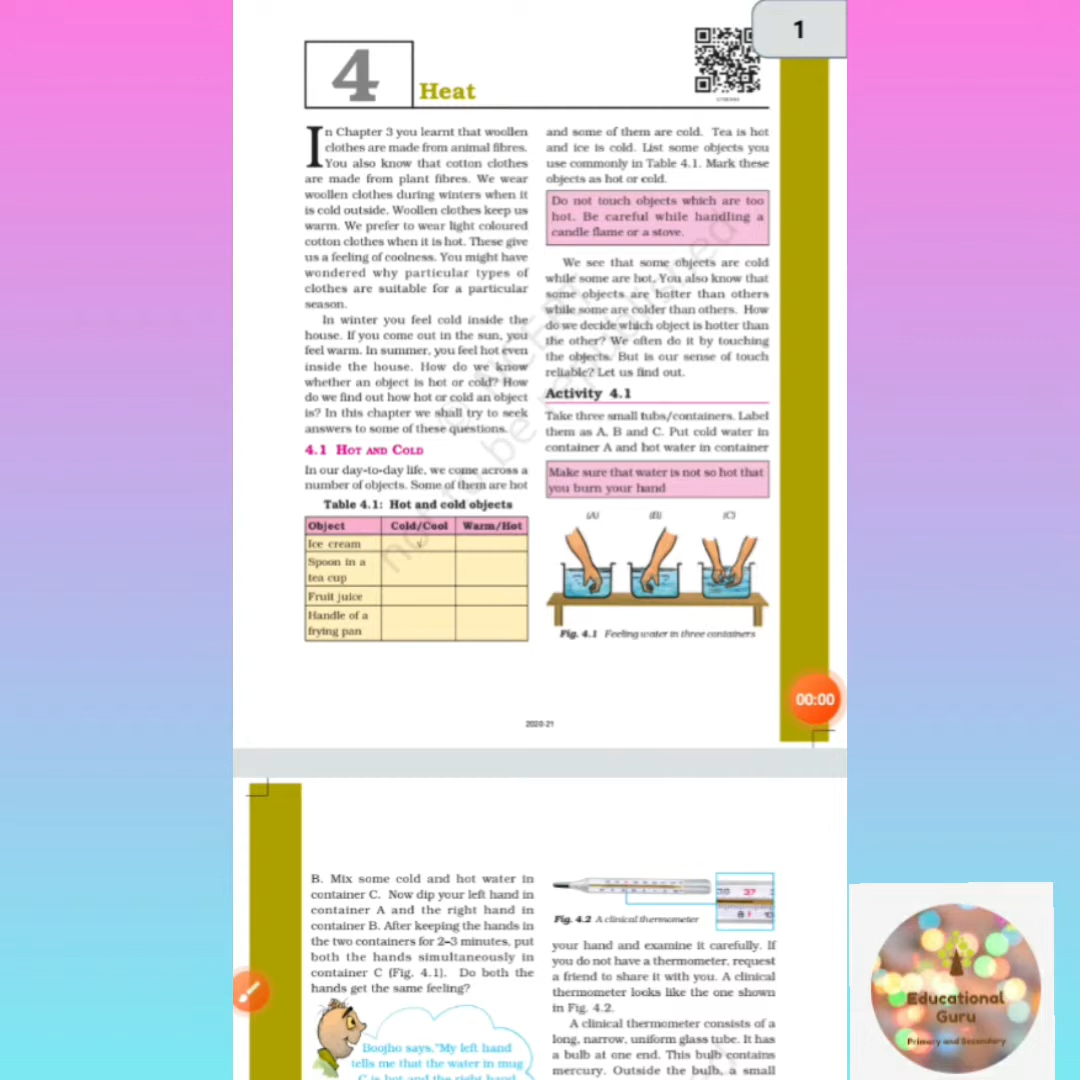 1
4
Heat
In Chapter 3 you learnt that woollen
clothes are made from animal fibres.
You also know that cotton clothes
are made from plant fibres. We wear
woollen clothes during winters when it
is cold outside. Woollen clothes keep us
warm. We prefer to wear light coloured
cotton clothes when it is hot. These give
us a feeling of coolness. You might have
wondered why particular types of
clothes are suitable for a particular
season.
In winter you feel cold inside the
house. If you come out in the sun, you
feel warm. In summer, you feel hot even
inside the house. How do we know
whether an object is hot or cold? How
do we find out how hot or cold an object
is? In this chapter we shall try to seek
answers to some of these questions.
4.1 HOT AND COLD
In our day-to-day life, we come across a
number of objects. Some of them are hot
Table 4.1: Hot and cold objects
Object Cold/Cool Warm/Hot
Ice cream
Spoon in a
tea cup
Fruit juice
Handle of a
frying pan
and some of them are cold. Tea is hot
and ice is cold. List some objects you
use commonly in Table 4.1. Mark these
objects as hot or cold.
Do not touch objects which are too
hot. Be careful while handling a
candle flame or a stove.
We see that some objects are cold
while some are hot. You also know that
some objects are hotter than others
while some are colder than others. How
do we decide which object is hotter than
the other? We often do it by touching
the objects. But is our sense of touch
reliable? Let us find out.
Activity 4.1
Take three small tubs/containers. Label
them as A, B and C. Put cold water in
container A and hot water in container
Make sure that water is not so hot that
you burn your hand
(A) (B) (C)
Fig. 4.1 Feeling water in three containers
00:00
2020-21
B. Mix some cold and hot water in
container C. Now dip your left hand in
container A and the right hand in
container B. After keeping the hands in
the two containers for 2–3 minutes, put
both the hands simultaneously in
container C (Fig. 4.1). Do both the
hands get the same feeling?
Boojho says,"My left hand
tells me that the water in mug
C is hot and the right hand
37
Fig. 4.2 A clinical thermometer
your hand and examine it carefully. If
you do not have a thermometer, request
a friend to share it with you. A clinical
thermometer looks like the one shown
in Fig. 4.2.
A clinical thermometer consists of a
long, narrow, uniform glass tube. It has
a bulb at one end. This bulb contains
mercury. Outside the bulb, a small
Educational
Guru
Primary and Secondary